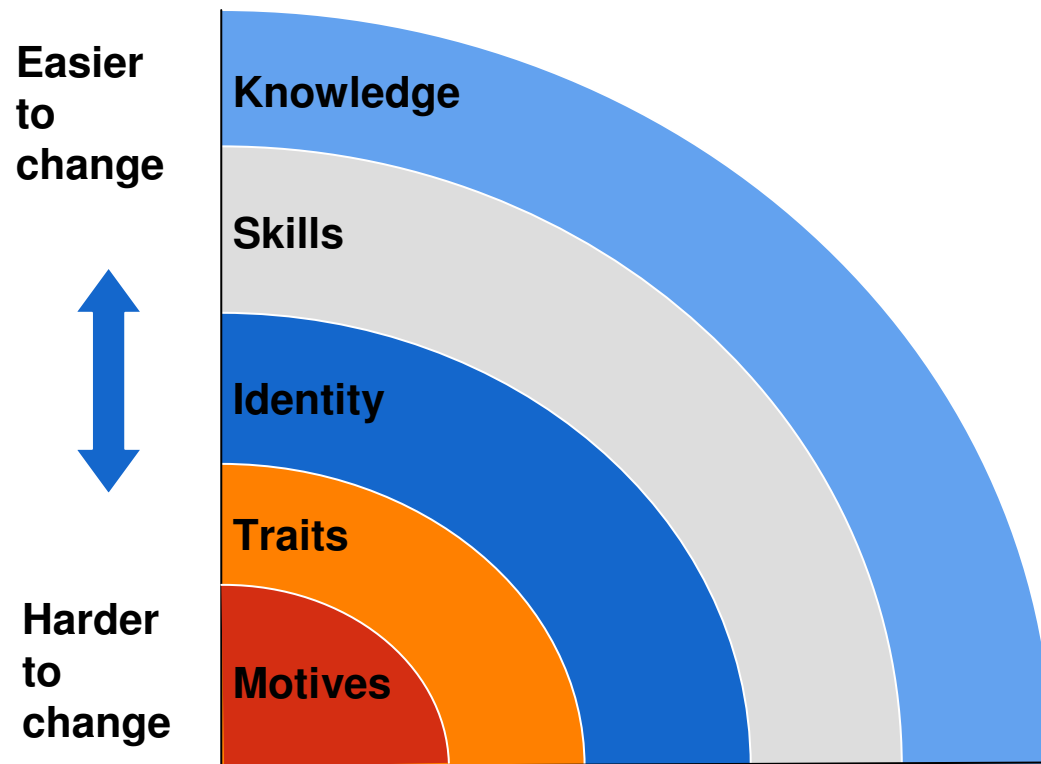 Easier
to
change
Knowledge
Skills
Identity
Traits
Harder
to
change
Motives